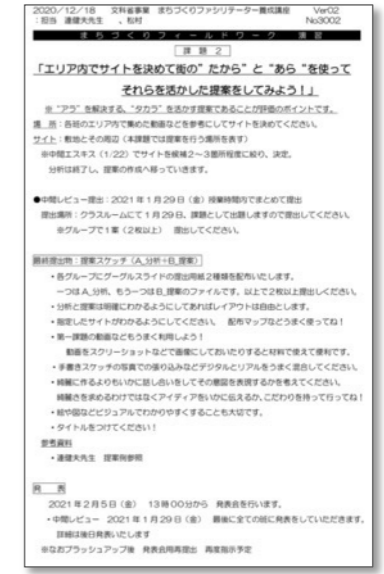 2020/12/18 文科省事業 まちづくりファシリテーター養成講座 Ver02
:担当 連健夫先生 、松村 No3002
まちづくりフィールドワーク 演習
課題2
「エリア内でサイトを決めて街の"たから"と"あら"を使って
それらを活かした提案をしてみよう！」
※"アラ"を解決する、"タカラ"を活かす提案であることが評価のポイントです。
場 所：各班のエリア内で集めた動画などを参考にしてサイトを決めてください。
サイト：敷地とその周辺（本課題では提案を行う場所を表す）
※中間エスキス（1/22）でサイトを候補2～3箇所程度に絞り、決定。
分析は終了し、提案の作成へ移っていきます。
●中間レビュー提出：2021年1月29日（金）授業時間内でまとめて提出
提出場所：クラスルームにて1月29日、課題として出題しますので提出してください。
※グループで1案（2枚以上） 提出してください。
最終提出物：提案スケッチ（A_分析＋B_提案）
・各グループにグーグルスライドの提出用紙2種類を配布いたします。
一つはA_分析、もう一つはB_提案のファイルです。以上で2枚以上提出しください。
・分析と提案は明確にわかるようにしてあればレイアウトは自由とします。
・指定したサイトがわかるようにしてください。 配布マップなどうまく使ってね！
・第一課題の動画などもうまく利用しよう！
動画をスクリーショットなどで画像にしておいたりすると材料で使えて便利です。
・手書きスケッチの写真での張り込みなどデジタルとリアルをうまく混合してください。
・綺麗に作るよりもいかに話し合いをしてその意図を表現するかを考えてください。
綺麗さを求めるわけではなくアイディアをいかに伝えるか、こだわりを持って行ってね！
・絵や図などビジュアルでわかりやすくすることも大切です。
・タイトルをつけてください！
参考資料
・連健夫先生 提案例参照
発 表
2021年2月5日（金） 13時00分から 発表会を行います。
・中間レビュー 2021年1月29日（金） 最後に全ての班に発表をしていただきます。
詳細は後日発表いたします
※なおブラッシュアップ後 発表会用再提出 再度指示予定